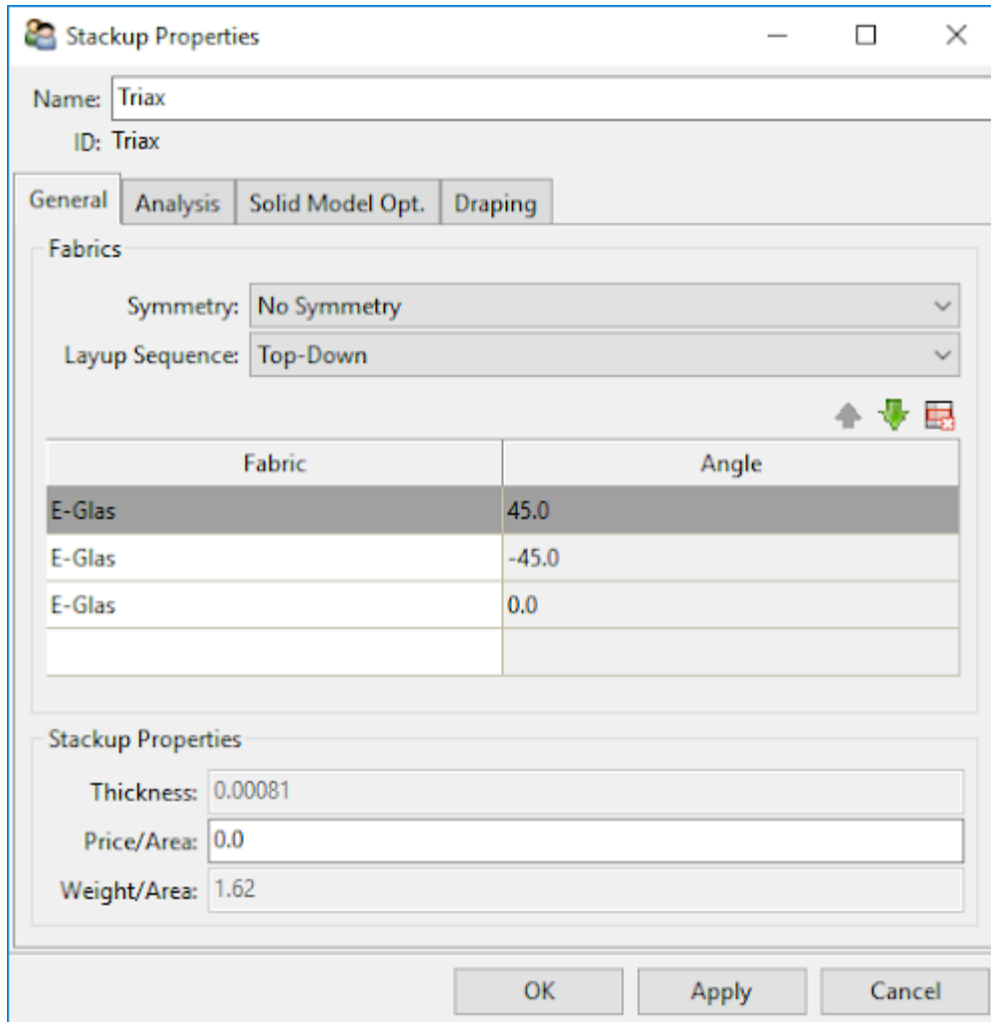 Stackup Properties
Name: Triax
ID: Triax
General Analysis Solid Model Opt. Draping
Fabrics
Symmetry: No Symmetry
Layup Sequence: Top-Down
Fabric Angle
E-Glas 45.0
E-Glas -45.0
E-Glas 0.0
Stackup Properties
Thickness: 0.00081
Price/Area: 0.0
Weight/Area: 1.62
OK Apply Cancel